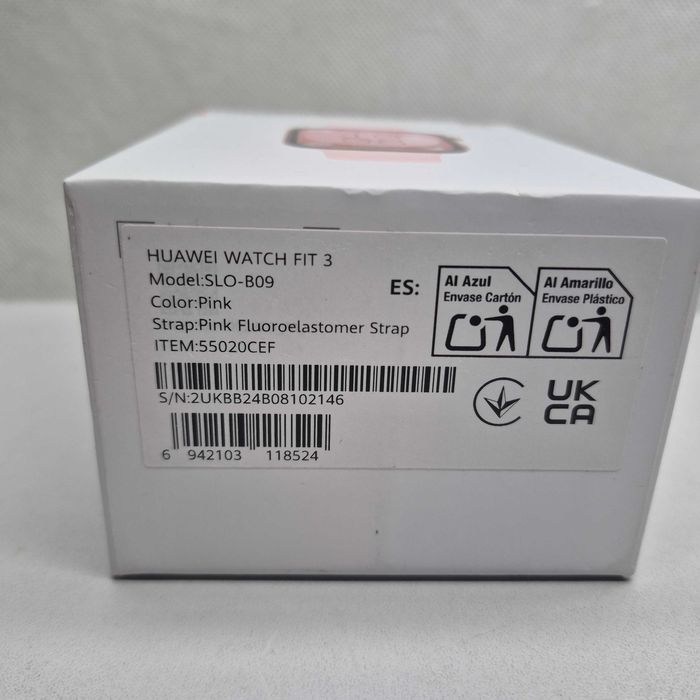 HUAWEI WATCH FIT 3
Model:SLO-B09
Color:Pink
Strap:Pink Fluoroelastomer Strap
ITEM:55020CEF
S/N:2UKBB24B08102146
6 942103 118524
ES:
Al Azul
Envase Cartón
Al Amarillo
Envase Plástico
UK
CA